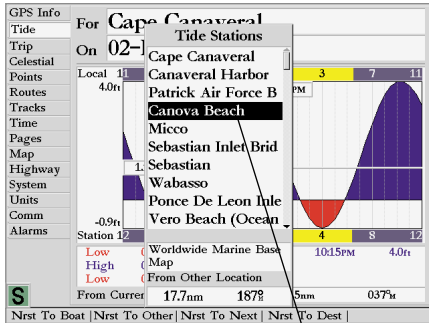 GPS Info
Tide
Trip
Celestial
Points
Routes
Tracks
Time
Pages
Map
Highway
System
Units
Comm
Alarms
S
For Cape Canaveral
On 02-
Local 11 3 7 11
4.0ft
PM
-0.9ft
Station 12 4 8 12
Low
High
Low
10:15PM 4.0ft
Tide Stations
Cape Canaveral
Canaveral Harbor
Patrick Air Force B
Canova Beach
Micco
Sebastian Inlet Brid
Sebastian
Wabasso
Ponce De Leon Inle
Vero Beach (Ocean
Worldwide Marine Base
Map
From Other Location
17.7nm 187°
From Curre
5nm 037°
Nrst To Boat |Nrst To Other| Nrst To Next | Nrst To Dest |